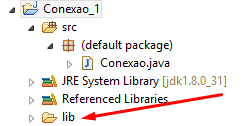 Conexao_1
src
(default package)
Conexao.java
JRE System Library [jdk1.8.0_31]
Referenced Libraries
lib